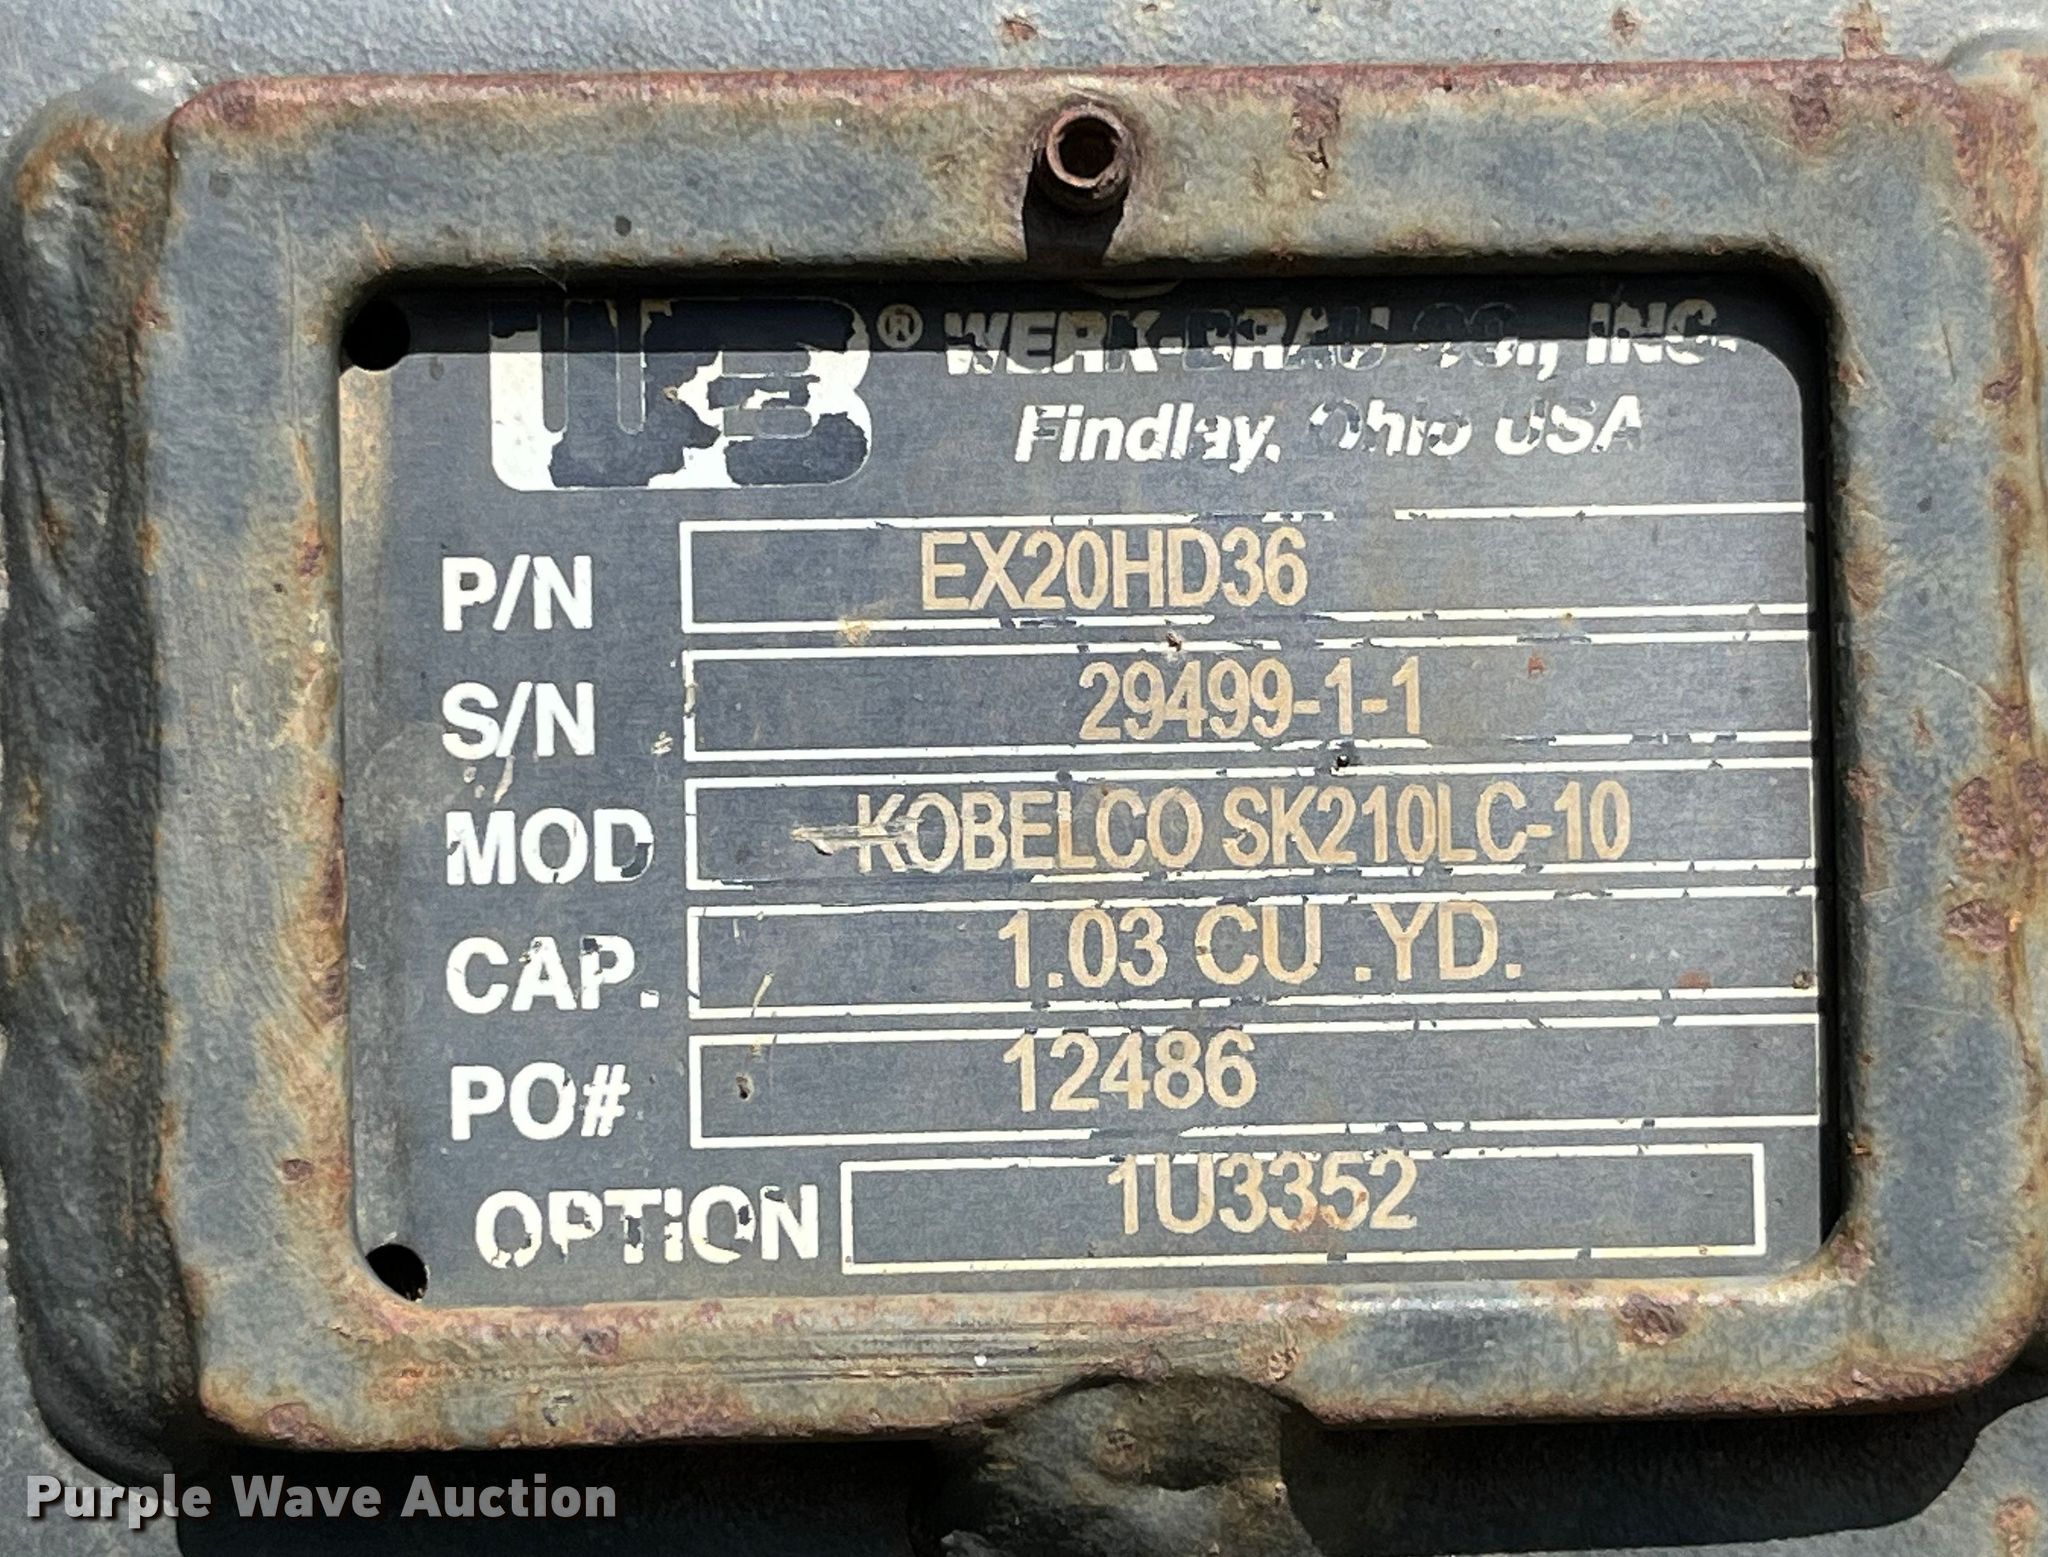 WB® WERK-BRAU CO., INC.
Findlay, Ohio USA
P/N EX20HD36
S/N 29499-1-1
MOD KOBELCO SK210LC-10
CAP. 1.03 CU .YD.
PO# 12486
OPTION 1U3352
Purple Wave Auction